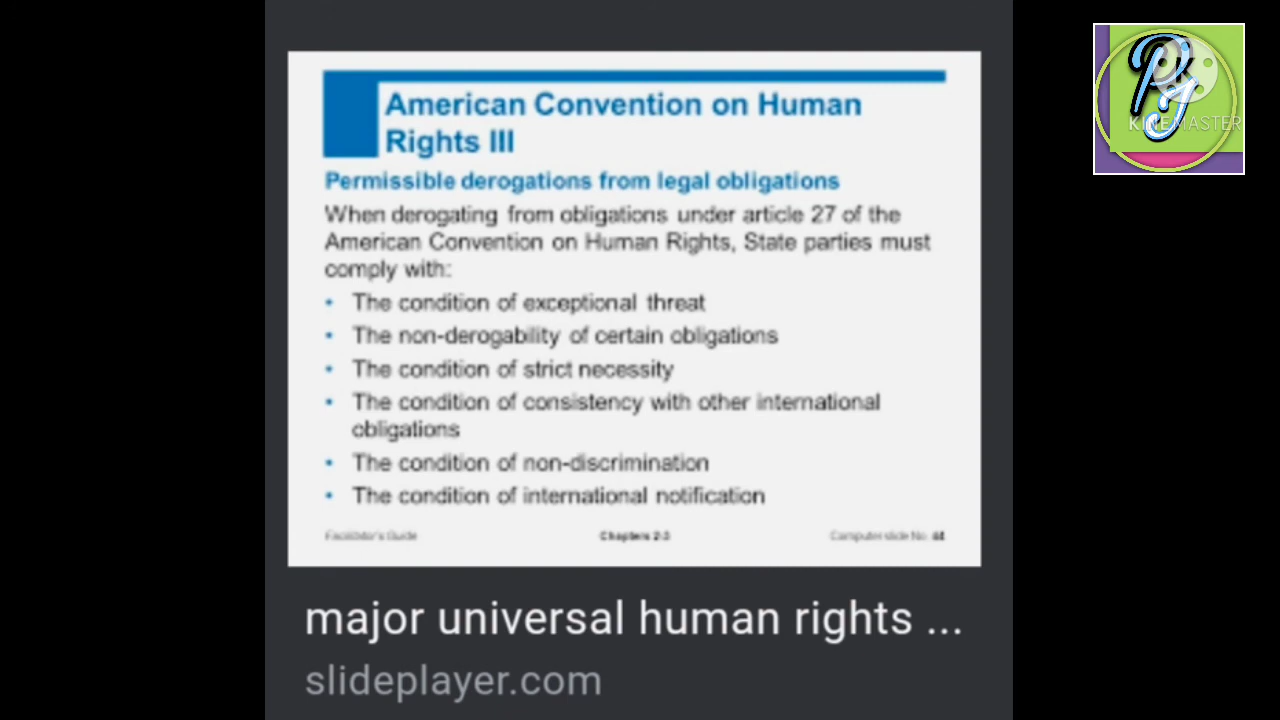 American Convention on Human
Rights III
Permissible derogations from legal obligations
When derogating from obligations under article 27 of the
American Convention on Human Rights, State parties must
comply with:
• The condition of exceptional threat
• The non-derogability of certain obligations
• The condition of strict necessity
• The condition of consistency with other international
obligations
• The condition of non-discrimination
• The condition of international notification
Facilitator's Guide Chapters 2-3 Computer slide No.
major universal human rights ...
slideplayer.com
KINEMASTER